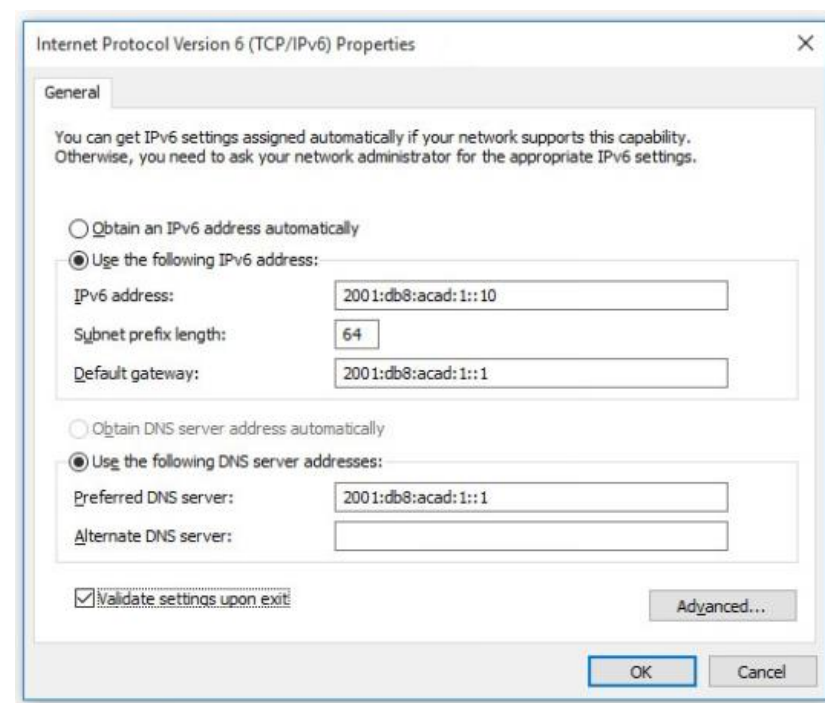 Internet Protocol Version 6 (TCP/IPv6) Properties
General
You can get IPv6 settings assigned automatically if your network supports this capability.
Otherwise, you need to ask your network administrator for the appropriate IPv6 settings.
Obtain an IPv6 address automatically
Use the following IPv6 address:
IPv6 address: 2001:db8:acad:1::10
Subnet prefix length: 64
Default gateway: 2001:db8:acad:1::1
Obtain DNS server address automatically
Use the following DNS server addresses:
Preferred DNS server: 2001:db8:acad:1::1
Alternate DNS server:
Validate settings upon exit
Advanced...
OK Cancel